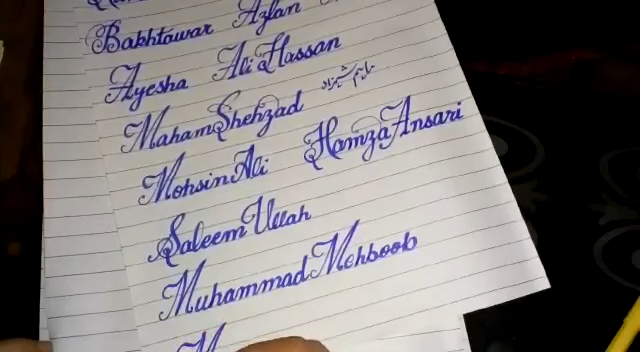 Bakhtawar Azlan
Ayesha Ali Hassan
Maham Shehzad ماہم شہزاد
Mohsin Ali Hamza Ansari
Saleem Ullah
Muhammad Mehboob